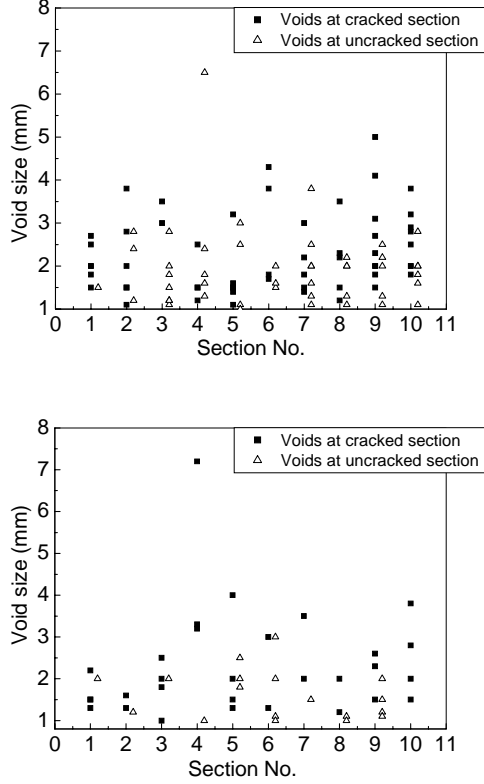 8
Voids at cracked section
Voids at uncracked section
7
6
5
4
3
2
1
Void size (mm)
0 1 2 3 4 5 6 7 8 9 10 11
Section No.
8
Voids at cracked section
Voids at uncracked section
7
6
5
4
3
2
1
Void size (mm)
0 1 2 3 4 5 6 7 8 9 10 11
Section No.